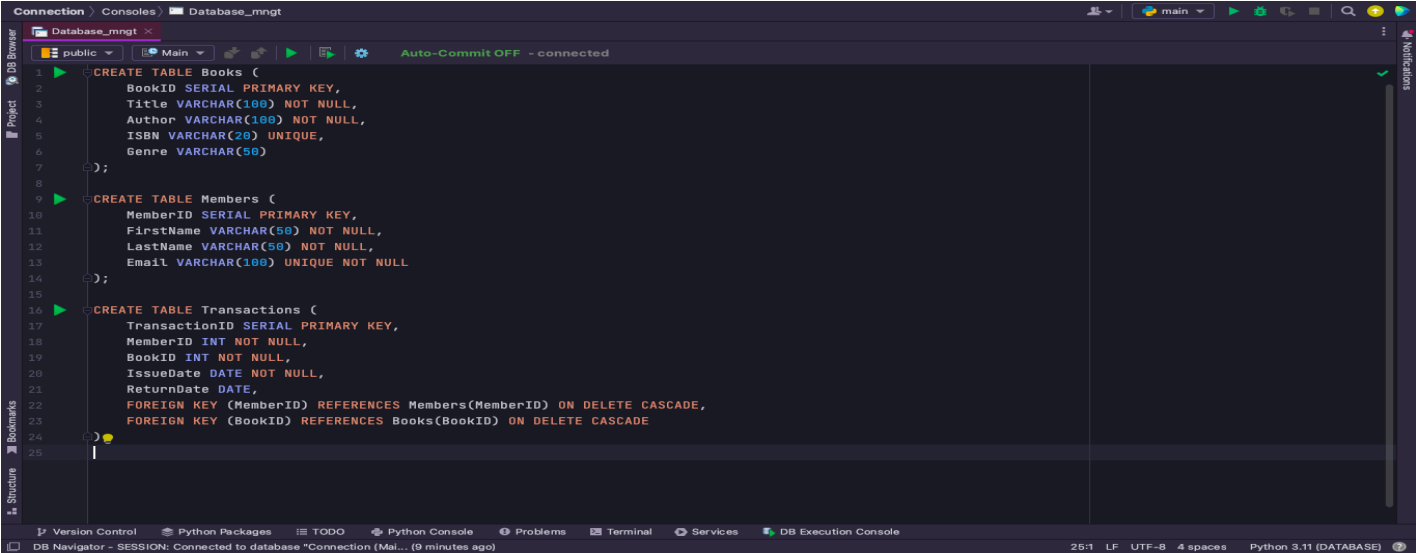 Connection › Consoles › Database_mngt
main
Database_mngt
public
Main
Auto-Commit OFF - connected
DB Browser
Project
Bookmarks
Structure
Notifications
1 CREATE TABLE Books (
2 BookID SERIAL PRIMARY KEY,
3 Title VARCHAR(100) NOT NULL,
4 Author VARCHAR(100) NOT NULL,
5 ISBN VARCHAR(20) UNIQUE,
6 Genre VARCHAR(50)
7 );
8
9 CREATE TABLE Members (
10 MemberID SERIAL PRIMARY KEY,
11 FirstName VARCHAR(50) NOT NULL,
12 LastName VARCHAR(50) NOT NULL,
13 Email VARCHAR(100) UNIQUE NOT NULL
14 );
15
16 CREATE TABLE Transactions (
17 TransactionID SERIAL PRIMARY KEY,
18 MemberID INT NOT NULL,
19 BookID INT NOT NULL,
20 IssueDate DATE NOT NULL,
21 ReturnDate DATE,
22 FOREIGN KEY (MemberID) REFERENCES Members(MemberID) ON DELETE CASCADE,
23 FOREIGN KEY (BookID) REFERENCES Books(BookID) ON DELETE CASCADE
24 )
25
Version Control Python Packages TODO Python Console Problems Terminal Services DB Execution Console
DB Navigator - SESSION: Connected to database "Connection (Mai... (9 minutes ago) 25:1 LF UTF-8 4 spaces Python 3.11 (DATABASE)